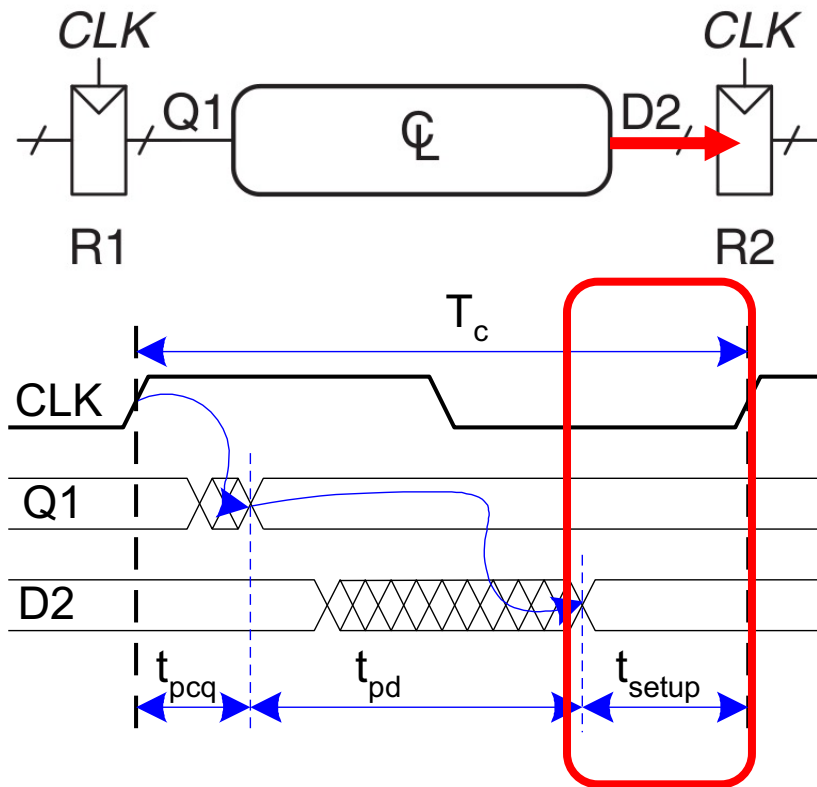 CLK CLK
Q1 CL D2
R1 R2
Tc
CLK
Q1
D2
tpcq tpd tsetup